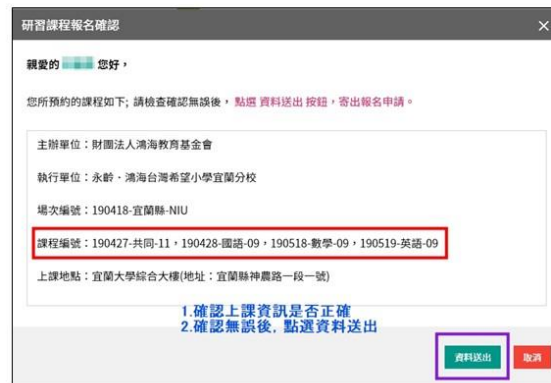 研習課程報名確認 ×
親愛的 您好，
您所預約的課程如下; 請檢查確認無誤後， 點選 資料送出 按鈕，寄出報名申請。
主辦單位：財團法人鴻海教育基金會
執行單位：永齡．鴻海台灣希望小學宜蘭分校
場次編號：190418-宜蘭縣-NIU
課程編號：190427-共同-11，190428-國語-09，190518-數學-09，190519-英語-09
上課地點：宜蘭大學綜合大樓(地址：宜蘭縣神農路一段一號)
1.確認上課資訊是否正確
2.確認無誤後, 點選資料送出
資料送出 取消